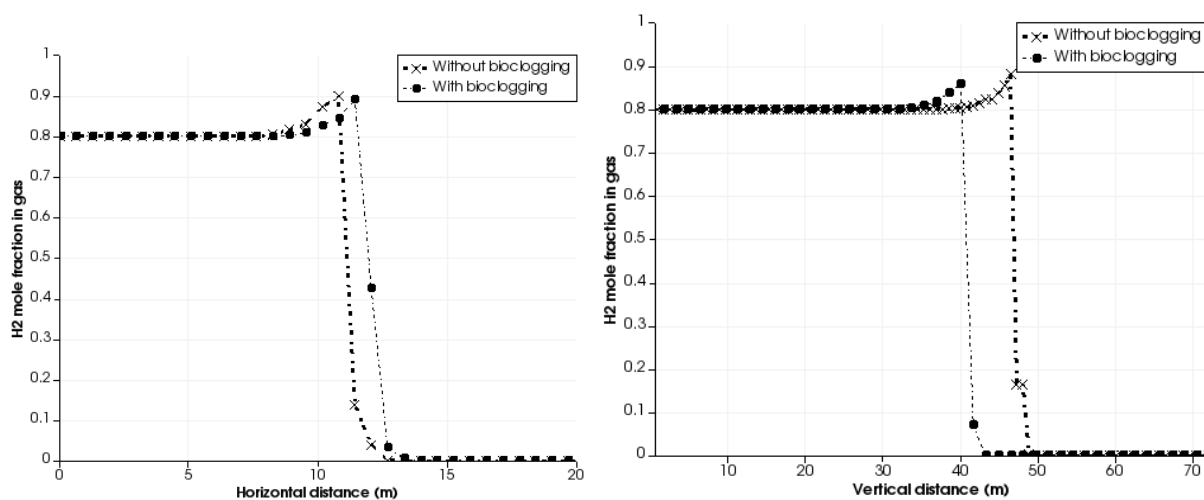 1
0.9
0.8
0.7
0.6
0.5
0.4
0.3
0.2
0.1
0
H2 mole fraction in gas
Without bioclogging
With bioclogging
0 5 10 15 20
Horizontal distance (m)
1
0.9
0.8
0.7
0.6
0.5
0.4
0.3
0.2
0.1
0
H2 mole fraction in gas
Without bioclogging
With bioclogging
10 20 30 40 50 60 70
Vertical distance (m)